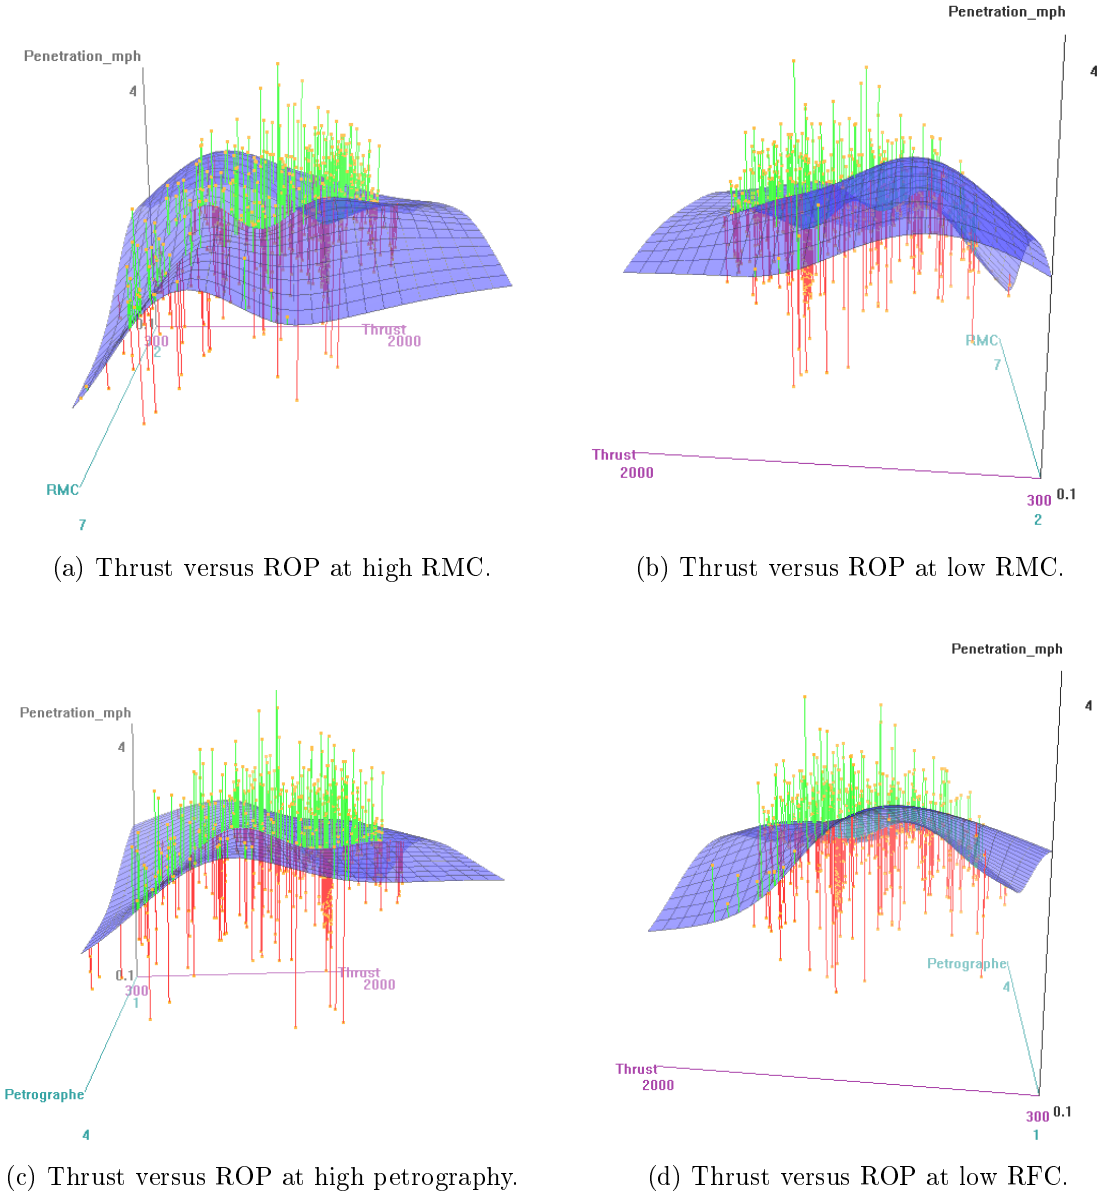 Penetration_mph
4
0.1
300
2
Thrust
2000
RMC
7
(a) Thrust versus ROP at high RMC.
Penetration_mph
4
RMC
7
Thrust
2000
300
0.1
2
(b) Thrust versus ROP at low RMC.
Penetration_mph
4
0.1
300
1
Thrust
2000
Petrographe
4
(c) Thrust versus ROP at high petrography.
Penetration_mph
4
Petrographe
4
Thrust
2000
300
0.1
1
(d) Thrust versus ROP at low RFC.